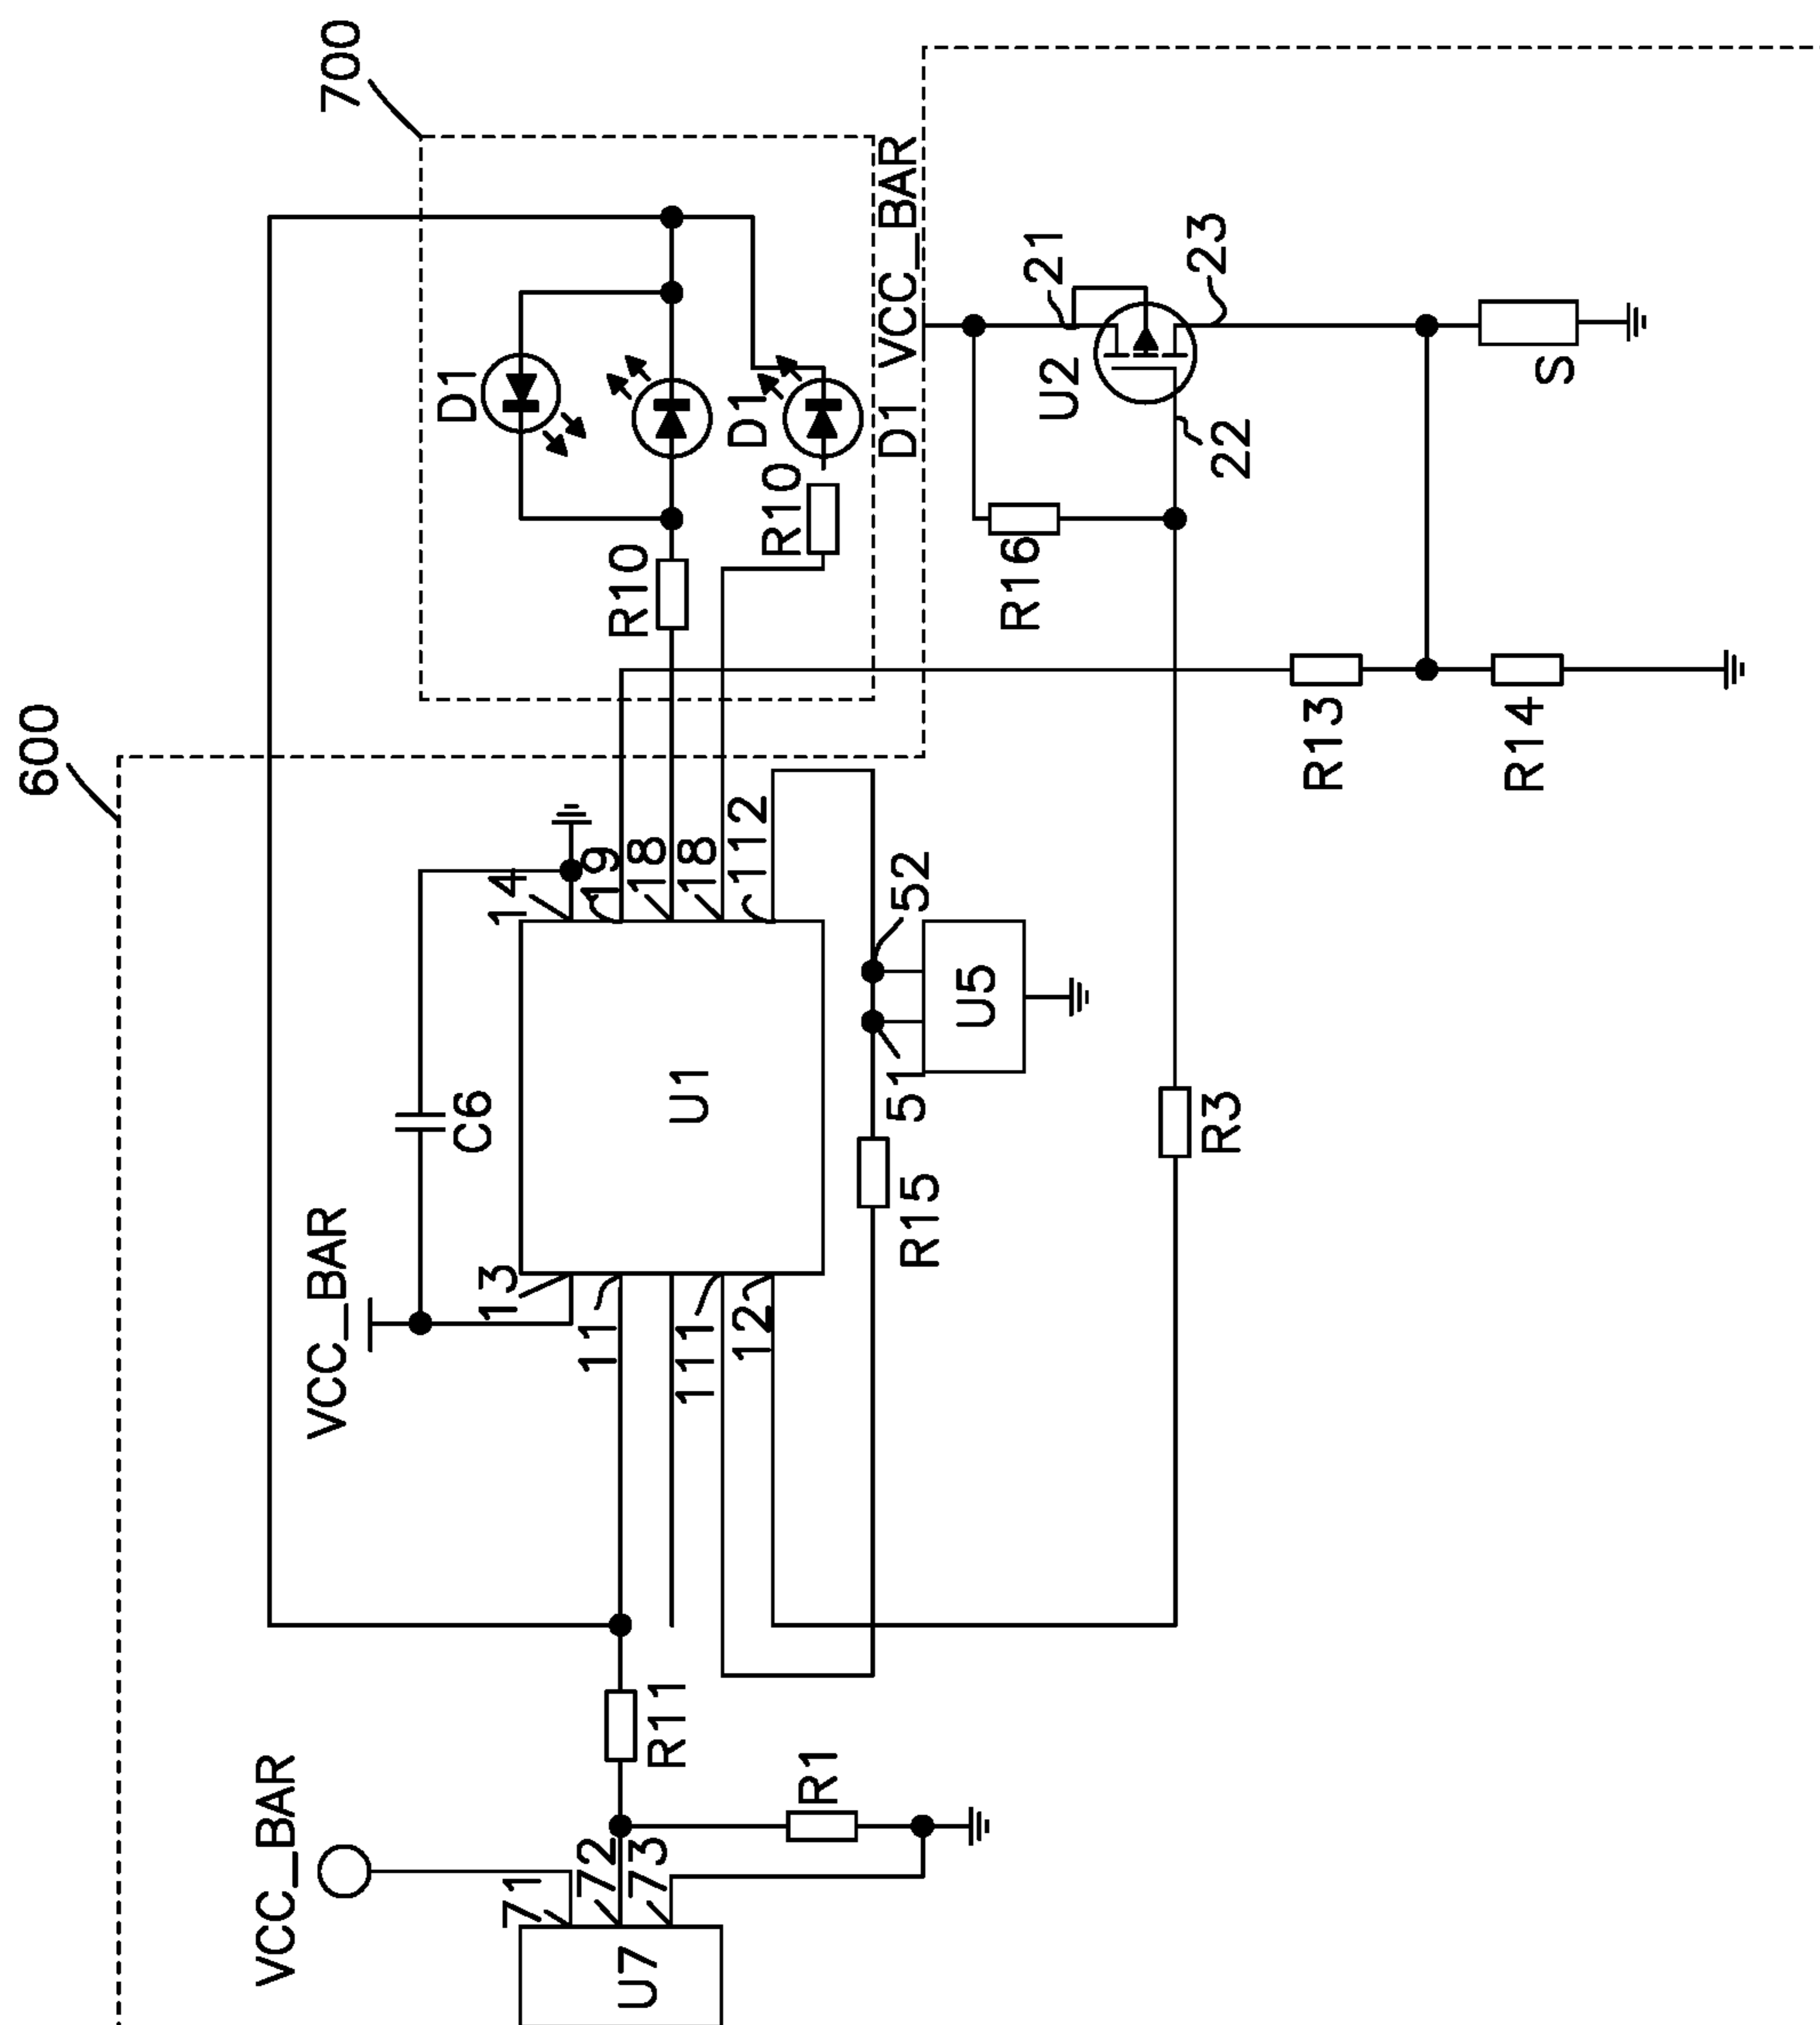 600
700
D1
D1
D1
VCC_BAR
R10
R10
21
23
U2
22
R16
S
R13
R14
14
19
18
18
112
52
U5
51
C6
U1
R15
R3
VCC_BAR
13
11
111
12
R11
R1
VCC_BAR
71
72
73
U7